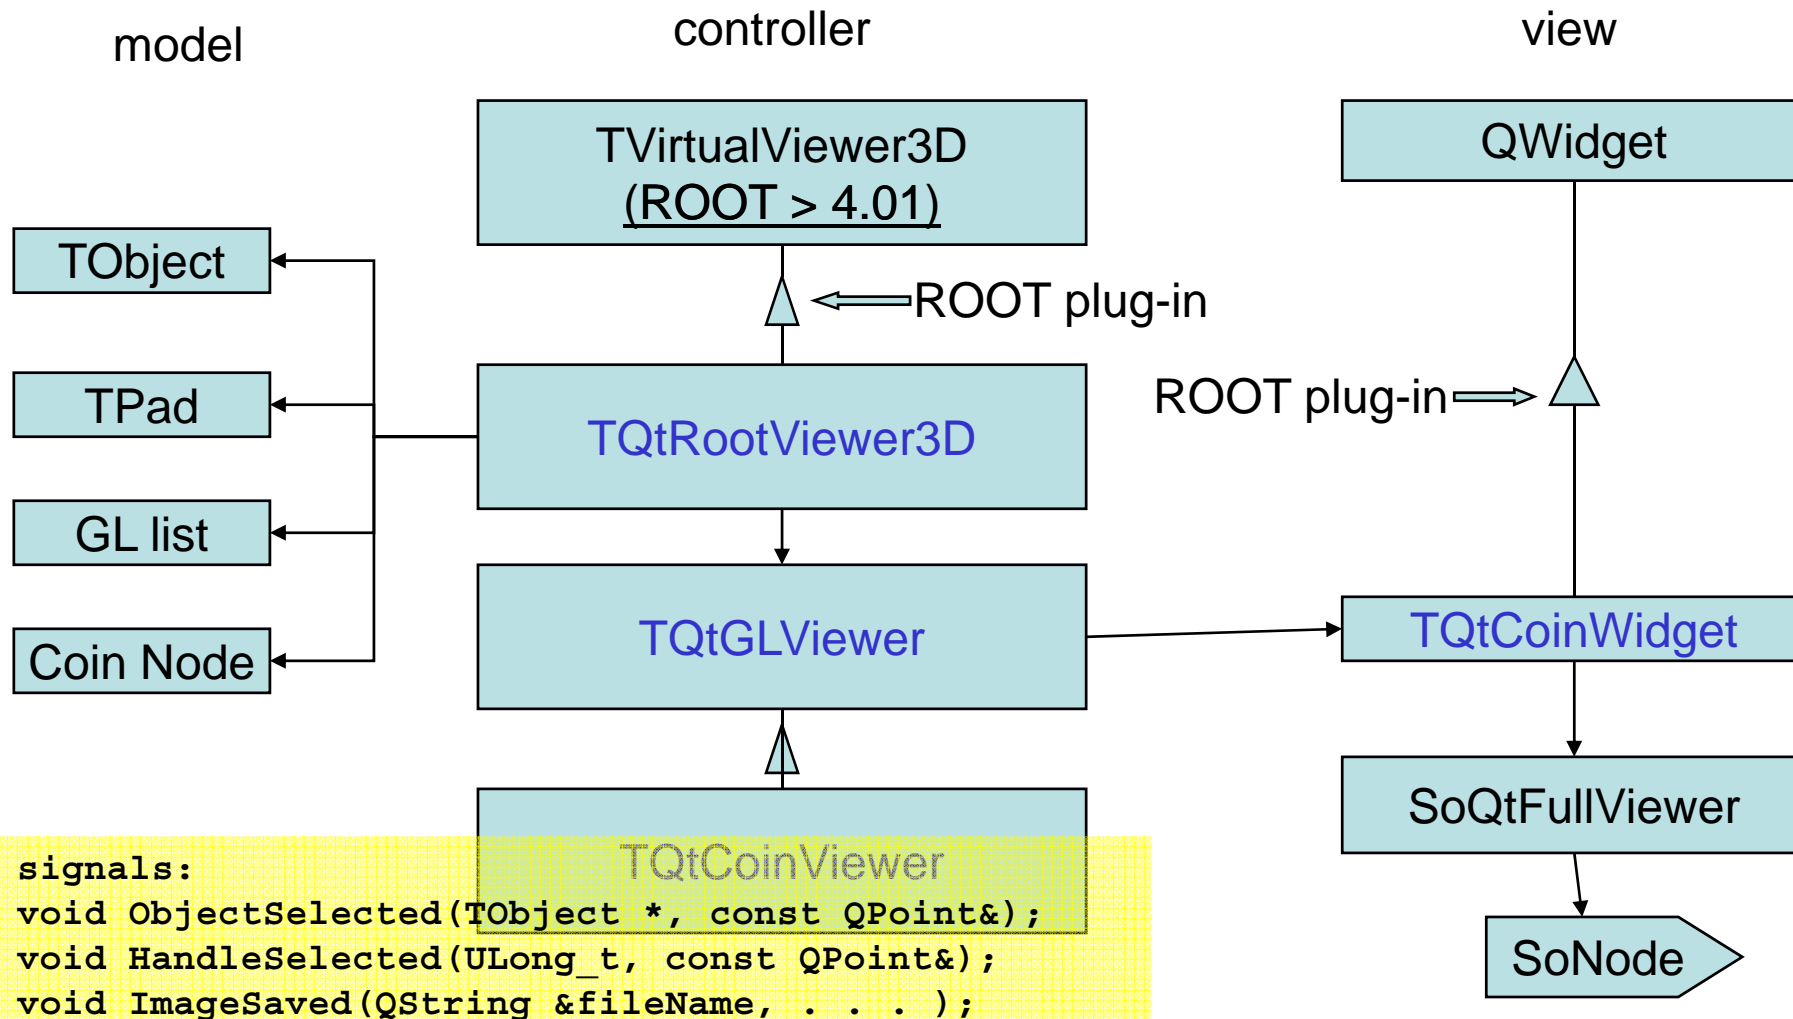 model
controller
view
TVirtualViewer3D
(ROOT > 4.01)
QWidget
TObject
ROOT plug-in
TPad
TQtRootViewer3D
ROOT plug-in
GL list
TQtGLViewer
TQtCoinWidget
Coin Node
SoQtFullViewer
TQtCoinViewer
signals:
void ObjectSelected(TObject *, const QPoint&);
void HandleSelected(ULong_t, const QPoint&);
void ImageSaved(QString &fileName, . . . );
SoNode